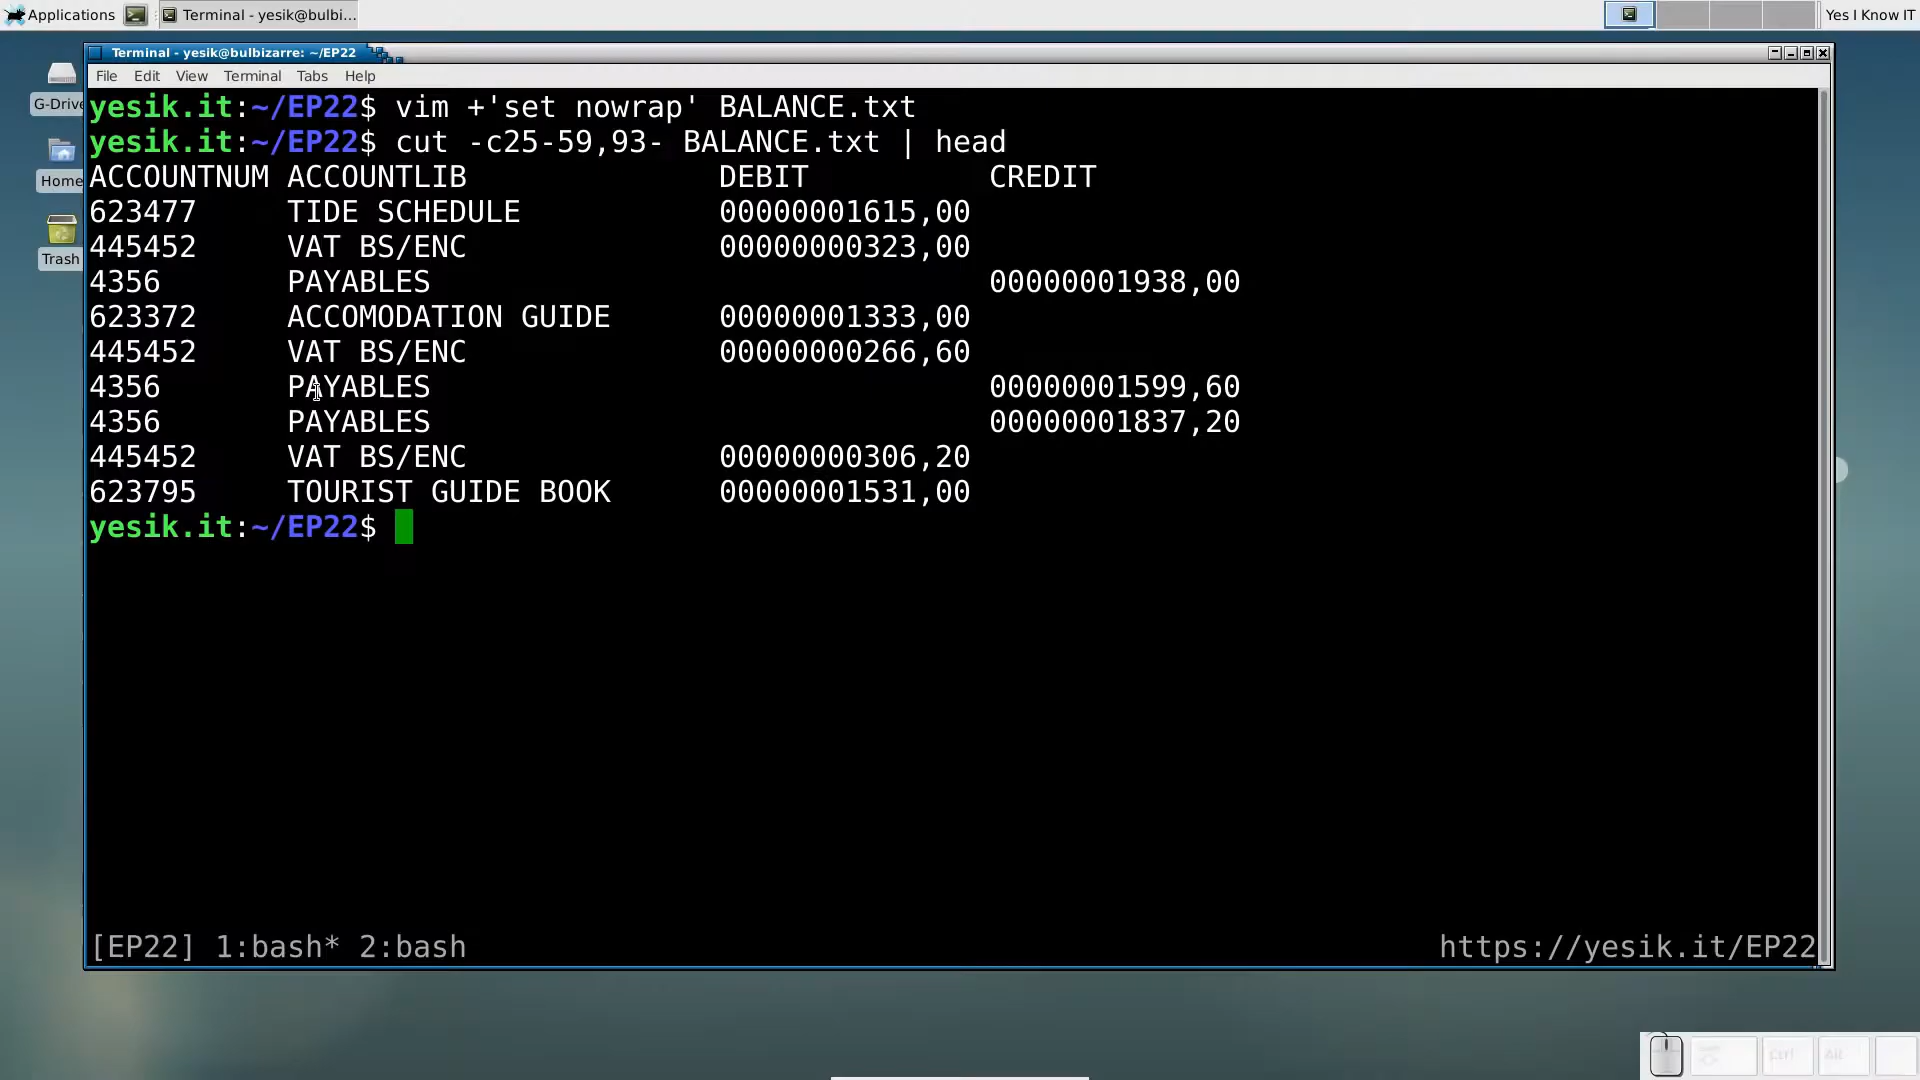 Applications Terminal - yesik@bulbi... Yes I Know IT
Terminal - yesik@bulbizarre: ~/EP22
File Edit View Terminal Tabs Help
G-Drive
Home
Trash
yesik.it:~/EP22$ vim +'set nowrap' BALANCE.txt
yesik.it:~/EP22$ cut -c25-59,93- BALANCE.txt | head
ACCOUNTNUM ACCOUNTLIB DEBIT CREDIT
623477 TIDE SCHEDULE 00000001615,00
445452 VAT BS/ENC 00000000323,00
4356 PAYABLES 00000001938,00
623372 ACCOMODATION GUIDE 00000001333,00
445452 VAT BS/ENC 00000000266,60
4356 PAYABLES 00000001599,60
4356 PAYABLES 00000001837,20
445452 VAT BS/ENC 00000000306,20
623795 TOURIST GUIDE BOOK 00000001531,00
yesik.it:~/EP22$
[EP22] 1:bash* 2:bash https://yesik.it/EP22
Ctrl Alt